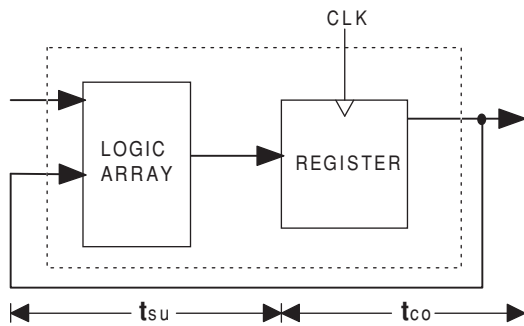 CLK
LOGIC
ARRAY
REGISTER
tsu
tco